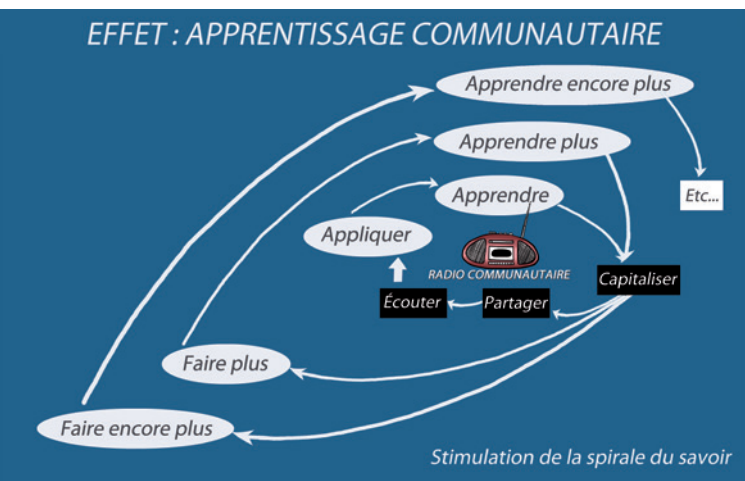 EFFET : APPRENTISSAGE COMMUNAUTAIRE
Apprendre encore plus
Apprendre plus
Apprendre
Etc...
Appliquer
RADIO COMMUNAUTAIRE
Capitaliser
Écouter
Partager
Faire plus
Faire encore plus
Stimulation de la spirale du savoir